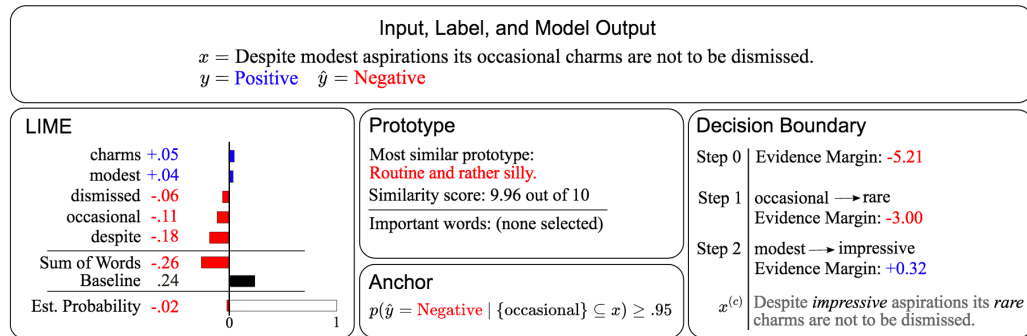 Input, Label, and Model Output
x = Despite modest aspirations its occasional charms are not to be dismissed.
y = Positive ŷ = Negative
LIME
charms +.05
modest +.04
dismissed -.06
occasional -.11
despite -.18
Sum of Words -.26
Baseline .24
Est. Probability -.02
0 1
Prototype
Most similar prototype:
Routine and rather silly.
Similarity score: 9.96 out of 10
Important words: (none selected)
Anchor
p(ŷ = Negative | {occasional} ⊆ x) ≥ .95
Decision Boundary
Step 0 Evidence Margin: -5.21
Step 1 occasional → rare
Evidence Margin: -3.00
Step 2 modest → impressive
Evidence Margin: +0.32
x⁽ᶜ⁾ Despite impressive aspirations its rare
charms are not to be dismissed.